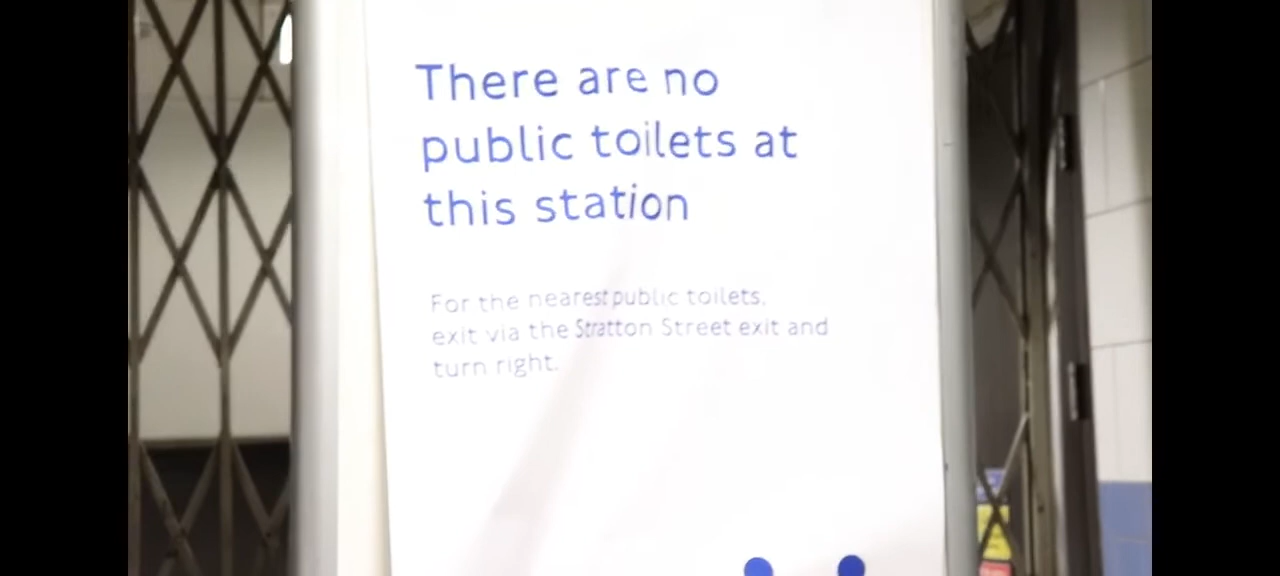 There are no
public toilets at
this station
For the nearest public toilets,
exit via the Stratton Street exit and
turn right.